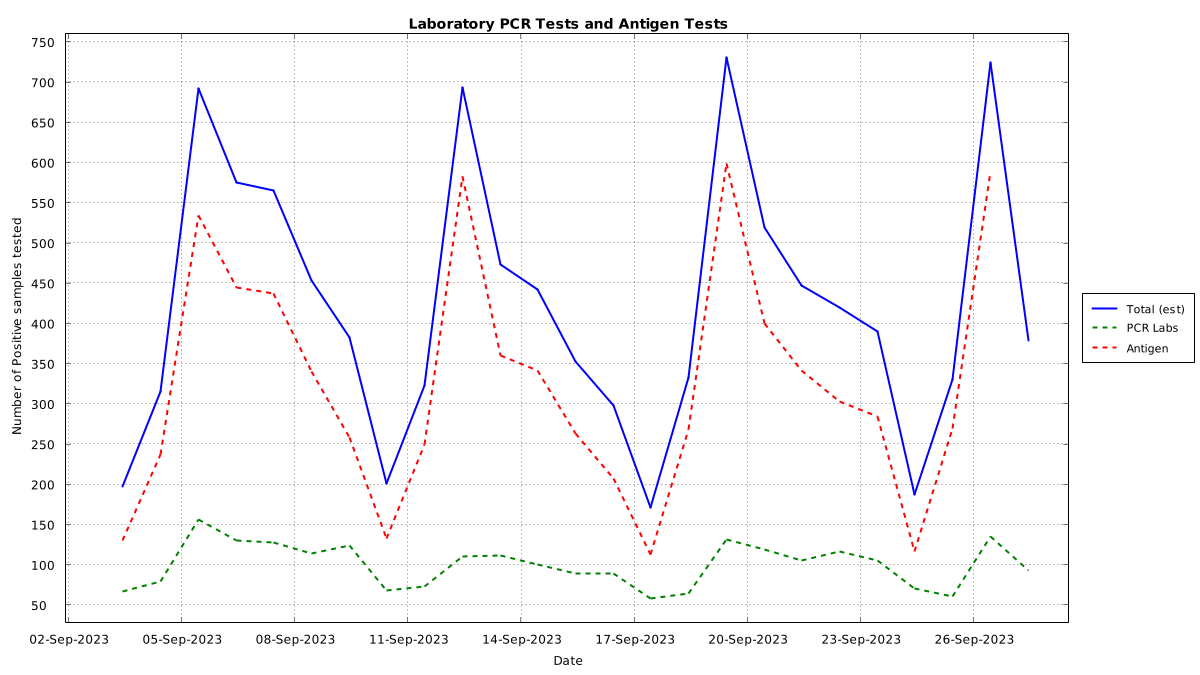 Laboratory PCR Tests and Antigen Tests
750
700
650
600
550
500
450
400
350
300
250
200
150
100
50
Number of Positive samples tested
02-Sep-2023 05-Sep-2023 08-Sep-2023 11-Sep-2023 14-Sep-2023 17-Sep-2023 20-Sep-2023 23-Sep-2023 26-Sep-2023
Date
Total (est)
PCR Labs
Antigen